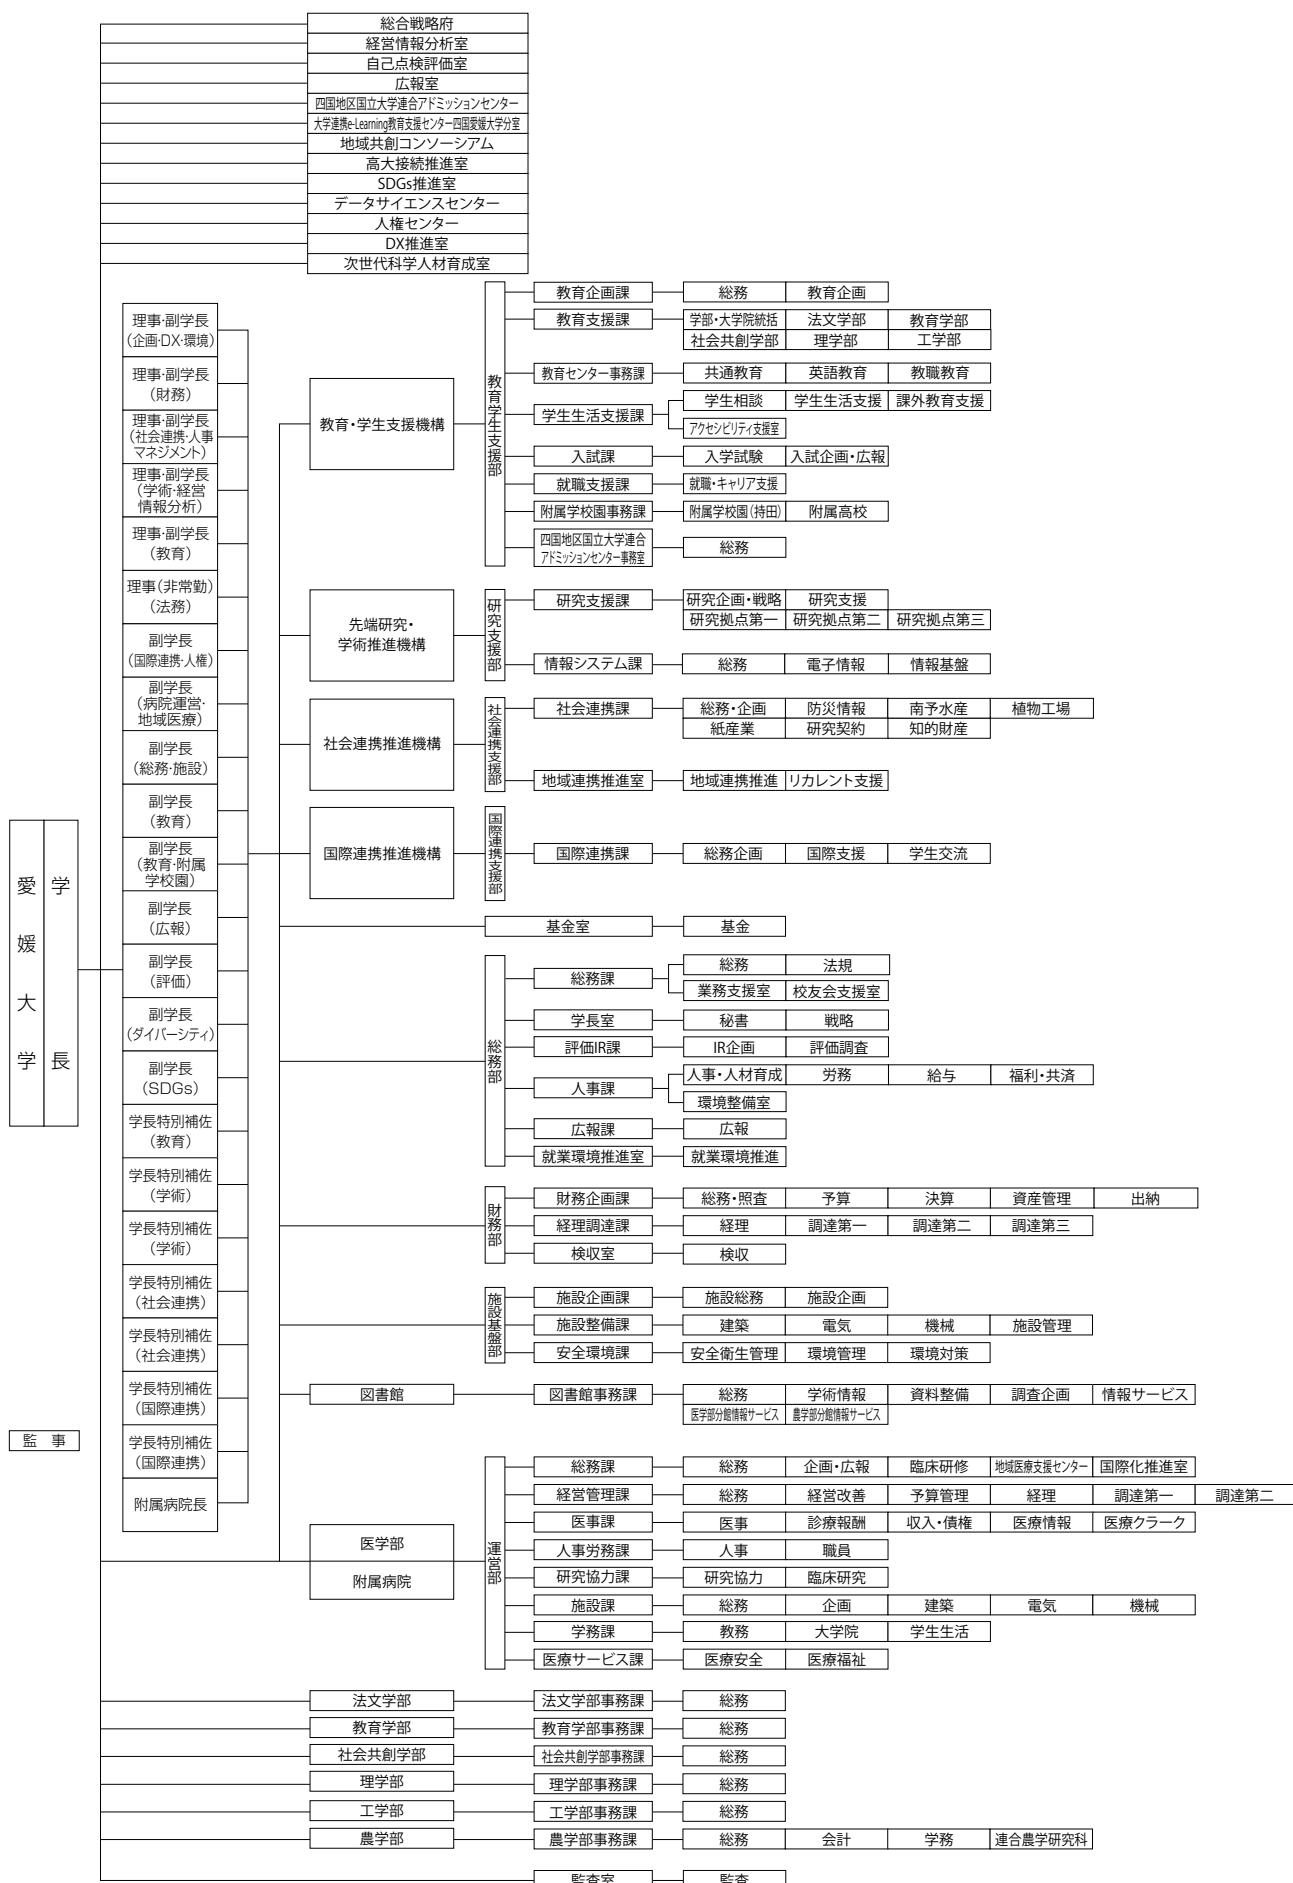 総合戦略府
経営情報分析室
自己点検評価室
広報室
四国地区国立大学連合アドミッションセンター
大学連携e-Learning教育支援センター四国愛媛大学分室
地域共創コンソーシアム
高大接続推進室
SDGs推進室
データサイエンスセンター
人権センター
DX推進室
次世代科学人材育成室
愛媛大学
学長
監 事
理事・副学長
(企画・DX・環境)
理事・副学長
(財務)
理事・副学長
(社会連携・人事
マネジメント)
理事・副学長
(学術・経営
情報分析)
理事・副学長
(教育)
理事(非常勤)
(法務)
副学長
(国際連携・人権)
副学長
(病院運営・
地域医療)
副学長
(総務・施設)
副学長
(教育)
副学長
(教育・附属
学校園)
副学長
(広報)
副学長
(評価)
副学長
(ダイバーシティ)
副学長
(SDGs)
学長特別補佐
(教育)
学長特別補佐
(学術)
学長特別補佐
(学術)
学長特別補佐
(社会連携)
学長特別補佐
(社会連携)
学長特別補佐
(国際連携)
学長特別補佐
(国際連携)
附属病院長
教育・学生支援機構
教育学生支援部
教育企画課 総務 教育企画
教育支援課 学部・大学院統括 法文学部 教育学部
社会共創学部 理学部 工学部
教育センター事務課 共通教育 英語教育 教職教育
学生生活支援課 学生相談 学生生活支援 課外教育支援
アクセシビリティ支援室
入試課 入学試験 入試企画・広報
就職支援課 就職・キャリア支援
附属学校園事務課 附属学校園(持田) 附属高校
四国地区国立大学連合
アドミッションセンター事務室 総務
先端研究・
学術推進機構
研究支援部
研究支援課 研究企画・戦略 研究支援
研究拠点第一 研究拠点第二 研究拠点第三
情報システム課 総務 電子情報 情報基盤
社会連携推進機構
社会連携支援部
社会連携課 総務・企画 防災情報 南予水産 植物工場
紙産業 研究契約 知的財産
地域連携推進室 地域連携推進 リカレント支援
国際連携推進機構
国際連携支援部
国際連携課 総務企画 国際支援 学生交流
基金室 基金
総務部
総務課 総務 法規
業務支援室 校友会支援室
学長室 秘書 戦略
評価IR課 IR企画 評価調査
人事課 人事・人材育成 労務 給与 福利・共済
環境整備室
広報課 広報
就業環境推進室 就業環境推進
財務部
財務企画課 総務・照査 予算 決算 資産管理 出納
経理調達課 経理 調達第一 調達第二 調達第三
検収室 検収
施設基盤部
施設企画課 施設総務 施設企画
施設整備課 建築 電気 機械 施設管理
安全環境課 安全衛生管理 環境管理 環境対策
図書館 図書館事務課 総務 学術情報 資料整備 調査企画 情報サービス
医学部分館情報サービス 農学部分館情報サービス
医学部
附属病院
運営部
総務課 総務 企画・広報 臨床研修 地域医療支援センター 国際化推進室
経営管理課 総務 経営改善 予算管理 経理 調達第一 調達第二
医事課 医事 診療報酬 収入・債権 医療情報 医療クラーク
人事労務課 人事 職員
研究協力課 研究協力 臨床研究
施設課 総務 企画 建築 電気 機械
学務課 教務 大学院 学生生活
医療サービス課 医療安全 医療福祉
法文学部 法文学部事務課 総務
教育学部 教育学部事務課 総務
社会共創学部 社会共創学部事務課 総務
理学部 理学部事務課 総務
工学部 工学部事務課 総務
農学部 農学部事務課 総務 会計 学務 連合農学研究科
監査室 監査